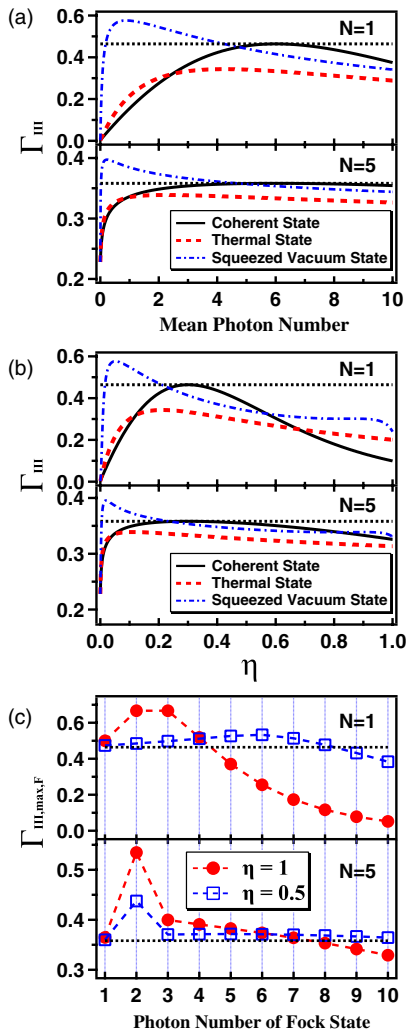 (a)
N=1
0.6
0.4
0.2
0.0
Γ_III
N=5
0.4
0.3
0.2
Coherent State
Thermal State
Squeezed Vacuum State
0 2 4 6 8 10
Mean Photon Number
(b)
N=1
0.6
0.4
0.2
0.0
Γ_III
N=5
0.4
0.3
0.2
Coherent State
Thermal State
Squeezed Vacuum State
0.0 0.2 0.4 0.6 0.8 1.0
η
(c)
N=1
0.6
0.4
0.2
0.0
Γ_III,max,F
N=5
0.5
0.4
0.3
η = 1
η = 0.5
1 2 3 4 5 6 7 8 9 10
Photon Number of Fock State